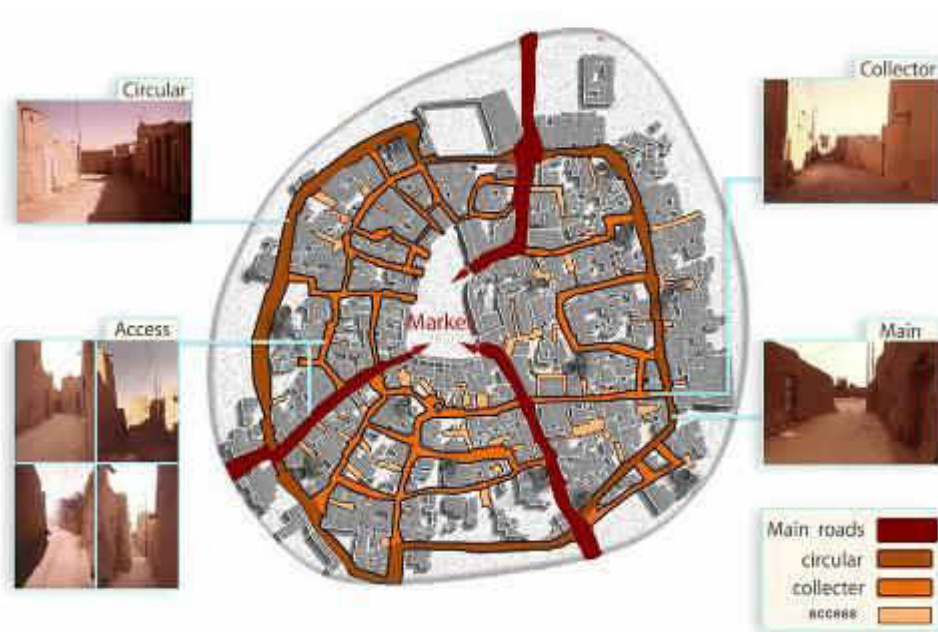 Circular
Collector
Access
Market
Main
Main roads
circular
collecter
access